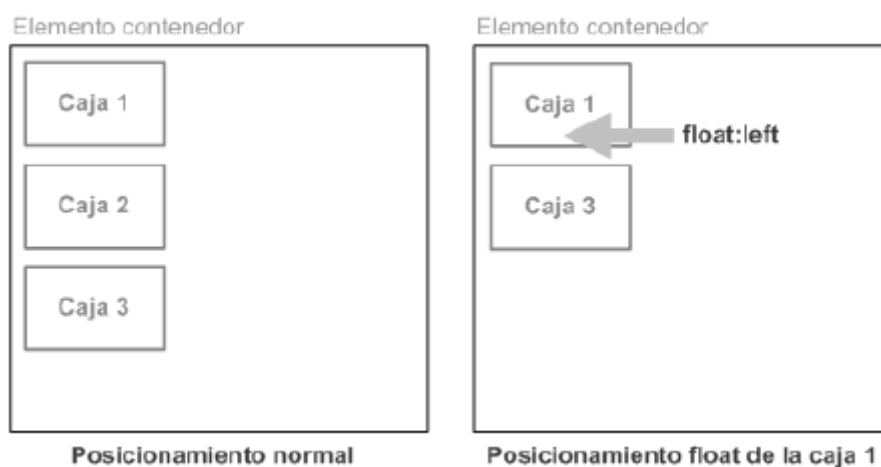 Elemento contenedor
Caja 1
Caja 2
Caja 3
Posicionamiento normal
Elemento contenedor
Caja 1
float:left
Caja 3
Posicionamiento float de la caja 1